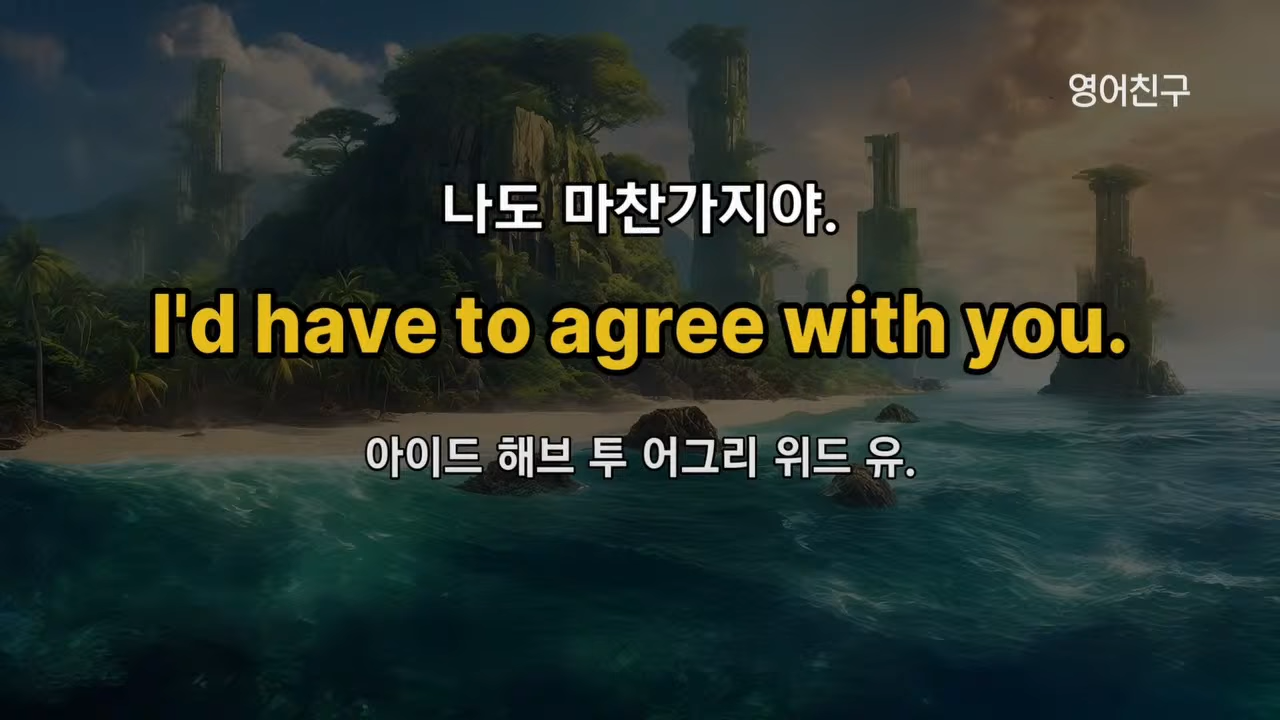 영어친구
나도 마찬가지야.
I'd have to agree with you.
아이드 해브 투 어그리 위드 유.